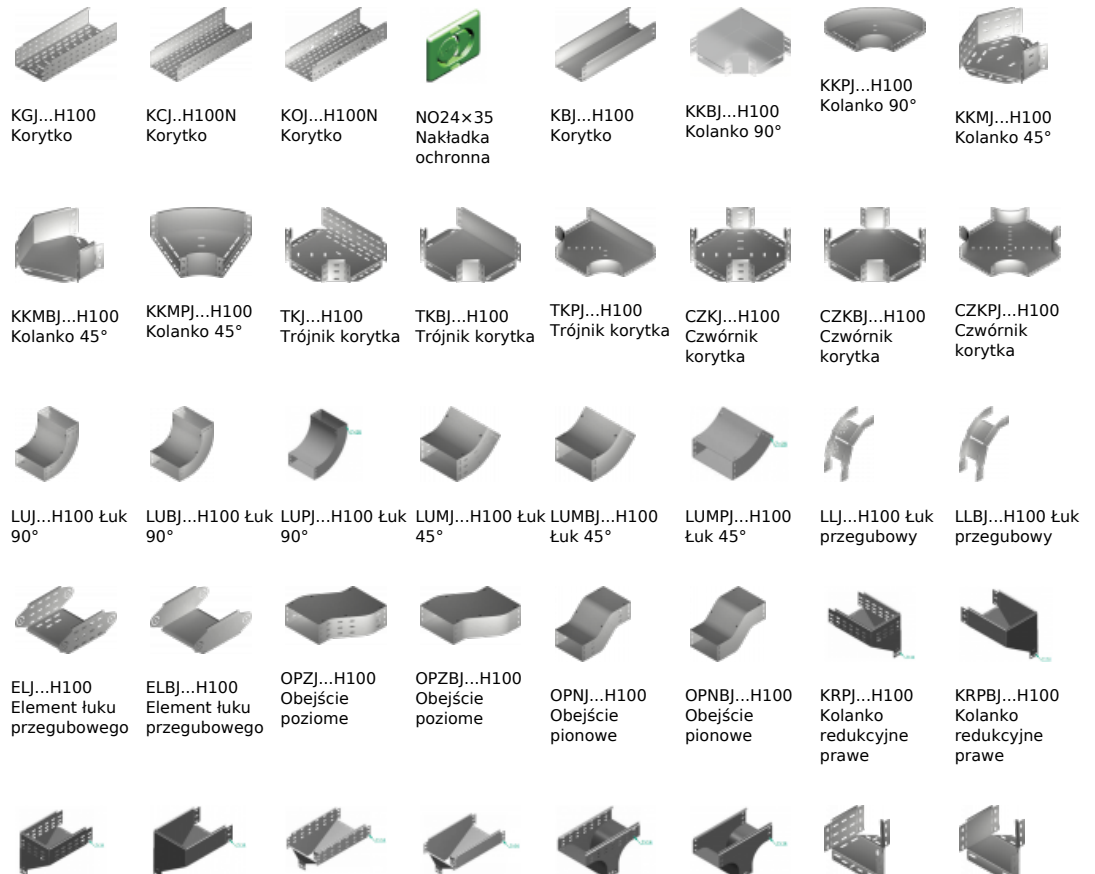 KGJ...H100
Korytko
KCJ..H100N
Korytko
KOJ...H100N
Korytko
NO24×35
Nakładka
ochronna
KBJ...H100
Korytko
KKBJ...H100
Kolanko 90°
KKPJ...H100
Kolanko 90°
KKMJ...H100
Kolanko 45°
KKMBJ...H100
Kolanko 45°
KKMPJ...H100
Kolanko 45°
TKJ...H100
Trójnik korytka
TKBJ...H100
Trójnik korytka
TKPJ...H100
Trójnik korytka
CZKJ...H100
Czwórnik
korytka
CZKBJ...H100
Czwórnik
korytka
CZKPJ...H100
Czwórnik
korytka
LUJ...H100 Łuk
90°
LUBJ...H100 Łuk
90°
LUPJ...H100 Łuk
90°
LUMJ...H100 Łuk
45°
LUMBJ...H100
Łuk 45°
LUMPJ...H100
Łuk 45°
LLJ...H100 Łuk
przegubowy
LLBJ...H100 Łuk
przegubowy
ELJ...H100
Element łuku
przegubowego
ELBJ...H100
Element łuku
przegubowego
OPZJ...H100
Obejście
poziome
OPZBJ...H100
Obejście
poziome
OPNJ...H100
Obejście
pionowe
OPNBJ...H100
Obejście
pionowe
KRPJ...H100
Kolanko
redukcyjne
prawe
KRPBJ...H100
Kolanko
redukcyjne
prawe